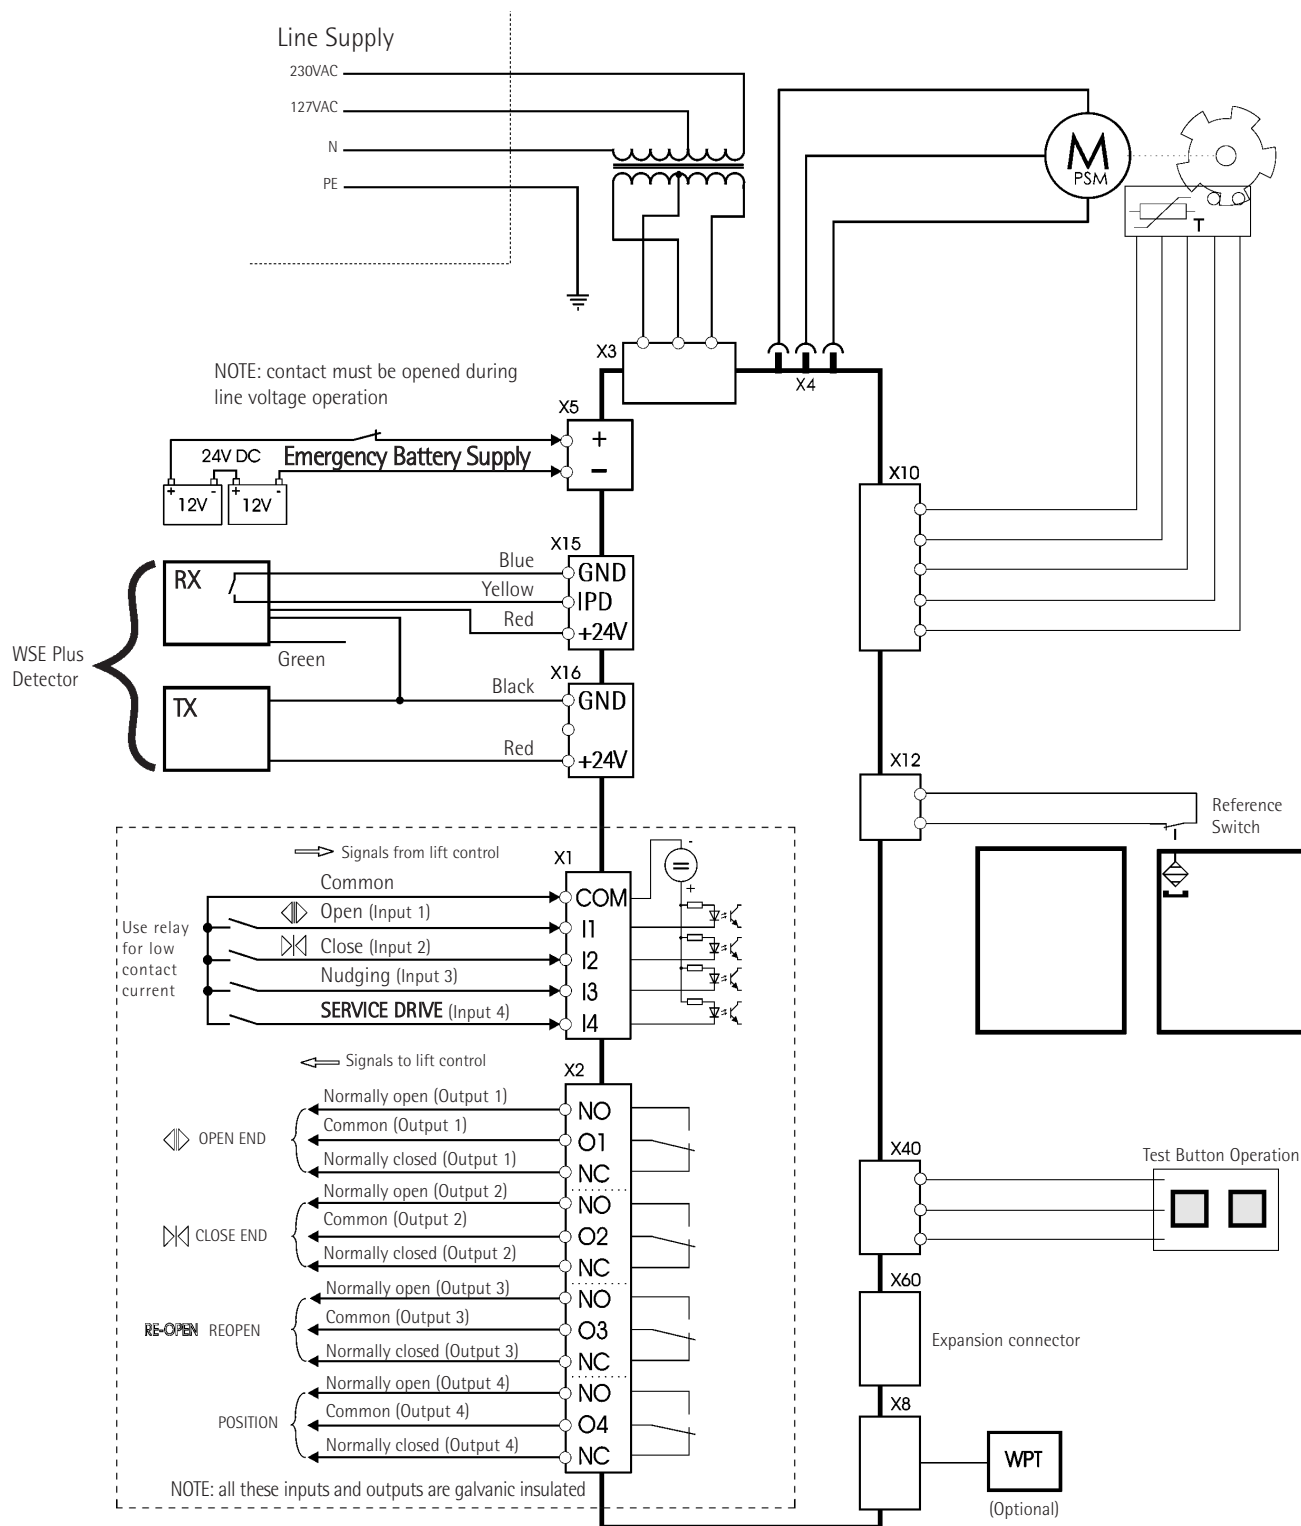 Line Supply
230VAC
127VAC
N
PE
M
PSM
T
X3
X4
NOTE: contact must be opened during
line voltage operation
X5
+
−
24V DC
Emergency Battery Supply
+ - + -
12V 12V
X10
X15
RX
Blue
GND
Yellow
IPD
Red
+24V
Green
WSE Plus
Detector
X16
TX
Black
GND
Red
+24V
X12
Reference
Switch
Signals from lift control
X1
-
=
+
Common
COM
Open (Input 1)
I1
Use relay
for low
contact
current
Close (Input 2)
I2
Nudging (Input 3)
I3
SERVICE DRIVE (Input 4)
I4
Signals to lift control
X2
Normally open (Output 1)
NO
OPEN END
Common (Output 1)
O1
Normally closed (Output 1)
NC
Normally open (Output 2)
NO
CLOSE END
Common (Output 2)
O2
Normally closed (Output 2)
NC
Normally open (Output 3)
NO
RE-OPEN REOPEN
Common (Output 3)
O3
Normally closed (Output 3)
NC
Normally open (Output 4)
NO
POSITION
Common (Output 4)
O4
Normally closed (Output 4)
NC
NOTE: all these inputs and outputs are galvanic insulated
X40
Test Button Operation
X60
Expansion connector
X8
WPT
(Optional)